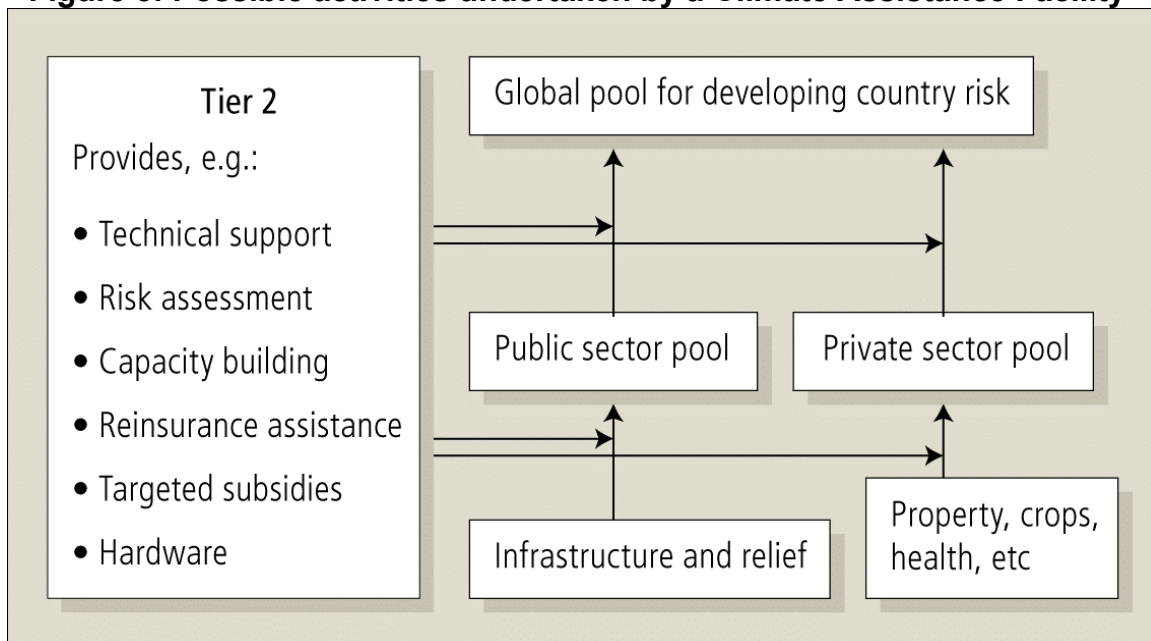 Tier 2
Provides, e.g.:
• Technical support
• Risk assessment
• Capacity building
• Reinsurance assistance
• Targeted subsidies
• Hardware
Global pool for developing country risk
Public sector pool
Private sector pool
Infrastructure and relief
Property, crops,
health, etc